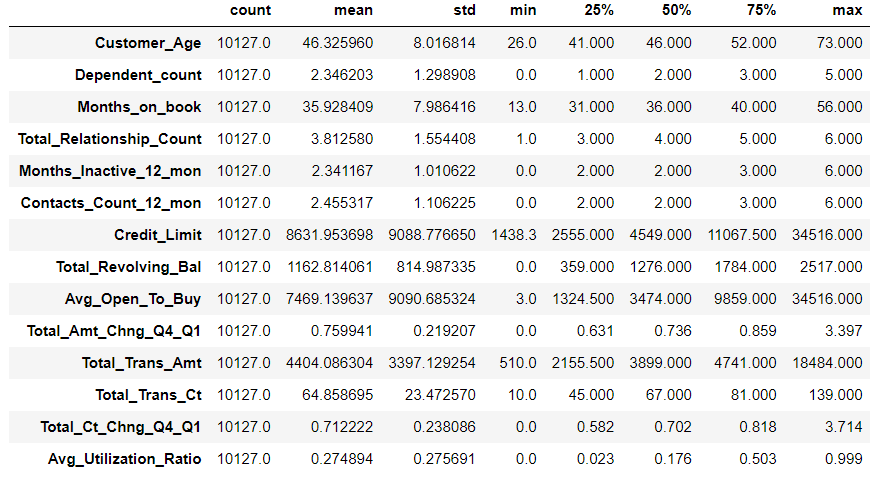 count mean std min 25% 50% 75% max
Customer_Age 10127.0 46.325960 8.016814 26.0 41.000 46.000 52.000 73.000
Dependent_count 10127.0 2.346203 1.298908 0.0 1.000 2.000 3.000 5.000
Months_on_book 10127.0 35.928409 7.986416 13.0 31.000 36.000 40.000 56.000
Total_Relationship_Count 10127.0 3.812580 1.554408 1.0 3.000 4.000 5.000 6.000
Months_Inactive_12_mon 10127.0 2.341167 1.010622 0.0 2.000 2.000 3.000 6.000
Contacts_Count_12_mon 10127.0 2.455317 1.106225 0.0 2.000 2.000 3.000 6.000
Credit_Limit 10127.0 8631.953698 9088.776650 1438.3 2555.000 4549.000 11067.500 34516.000
Total_Revolving_Bal 10127.0 1162.814061 814.987335 0.0 359.000 1276.000 1784.000 2517.000
Avg_Open_To_Buy 10127.0 7469.139637 9090.685324 3.0 1324.500 3474.000 9859.000 34516.000
Total_Amt_Chng_Q4_Q1 10127.0 0.759941 0.219207 0.0 0.631 0.736 0.859 3.397
Total_Trans_Amt 10127.0 4404.086304 3397.129254 510.0 2155.500 3899.000 4741.000 18484.000
Total_Trans_Ct 10127.0 64.858695 23.472570 10.0 45.000 67.000 81.000 139.000
Total_Ct_Chng_Q4_Q1 10127.0 0.712222 0.238086 0.0 0.582 0.702 0.818 3.714
Avg_Utilization_Ratio 10127.0 0.274894 0.275691 0.0 0.023 0.176 0.503 0.999